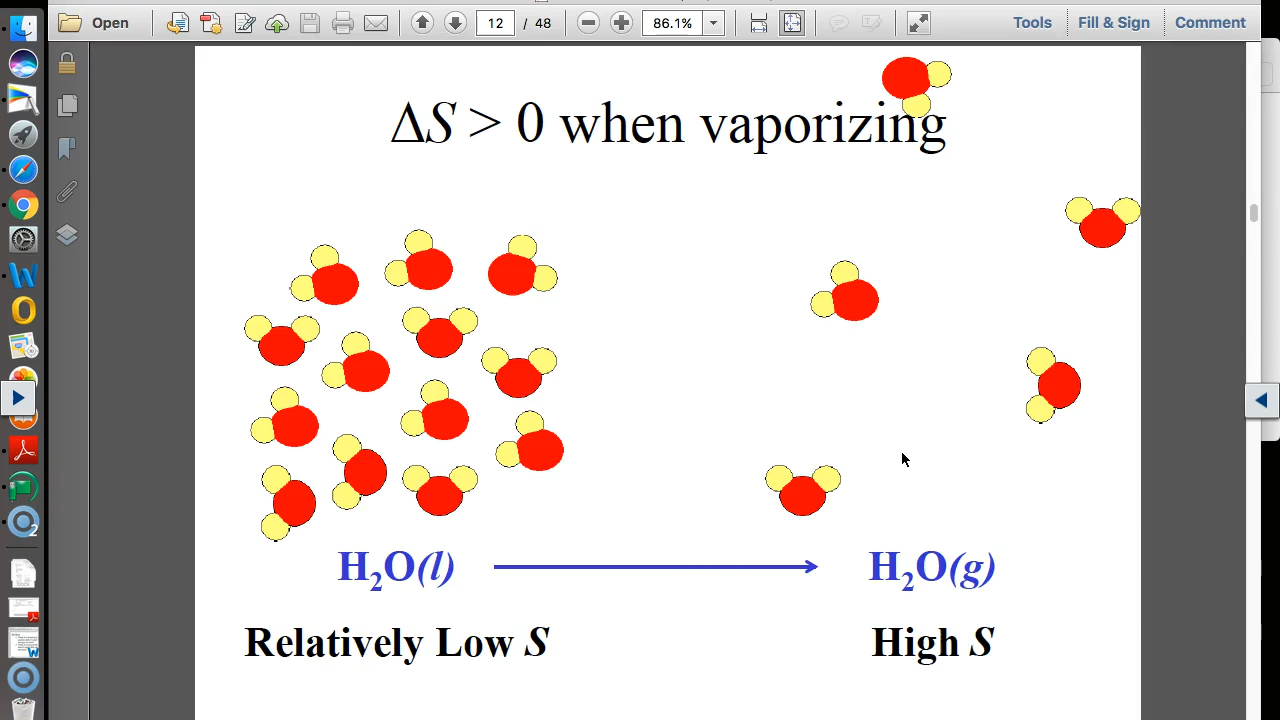 Open 12 / 48 86.1% Tools Fill & Sign Comment
ΔS > 0 when vaporizing
H₂O(l) H₂O(g)
Relatively Low S High S